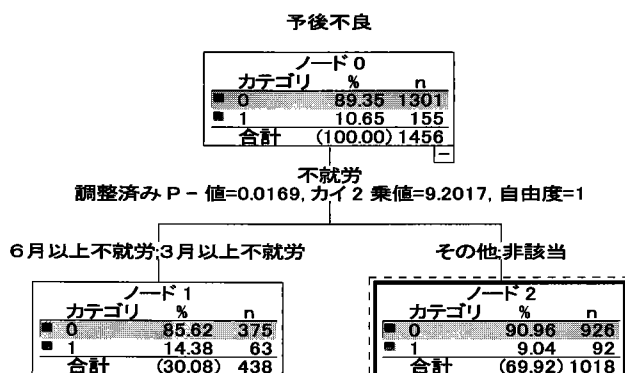 予後不良
ノード 0
カテゴリ % n
0 89.35 1301
1 10.65 155
合計 (100.00) 1456
不就労
調整済み P - 値=0.0169, カイ2 乗値=9.2017, 自由度=1
6月以上不就労;3月以上不就労
その他;非該当
ノード 1
カテゴリ % n
0 85.62 375
1 14.38 63
合計 (30.08) 438
ノード 2
カテゴリ % n
0 90.96 926
1 9.04 92
合計 (69.92) 1018